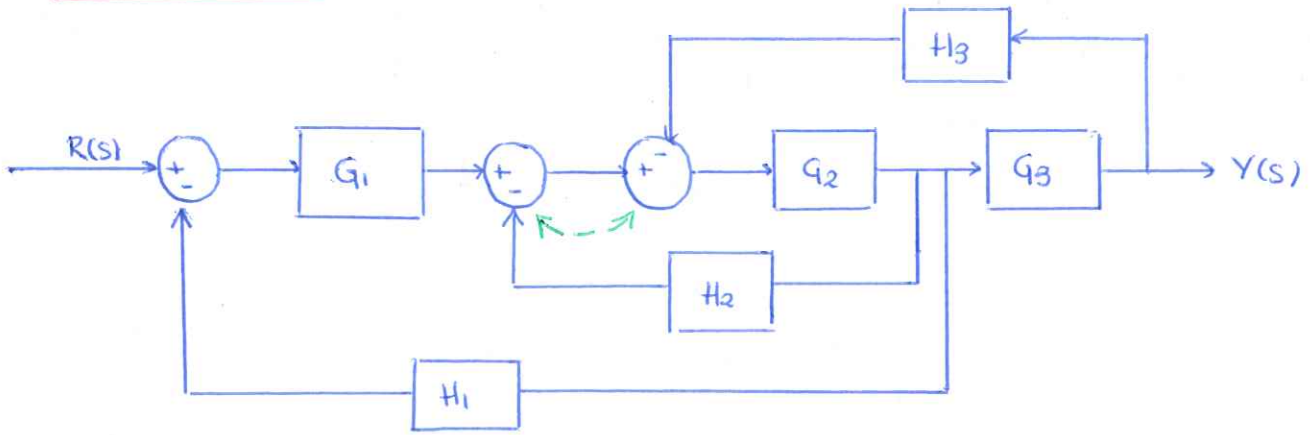 H3
R(S)
+
-
G1
+
-
+
-
G2
G3
Y(S)
H2
H1